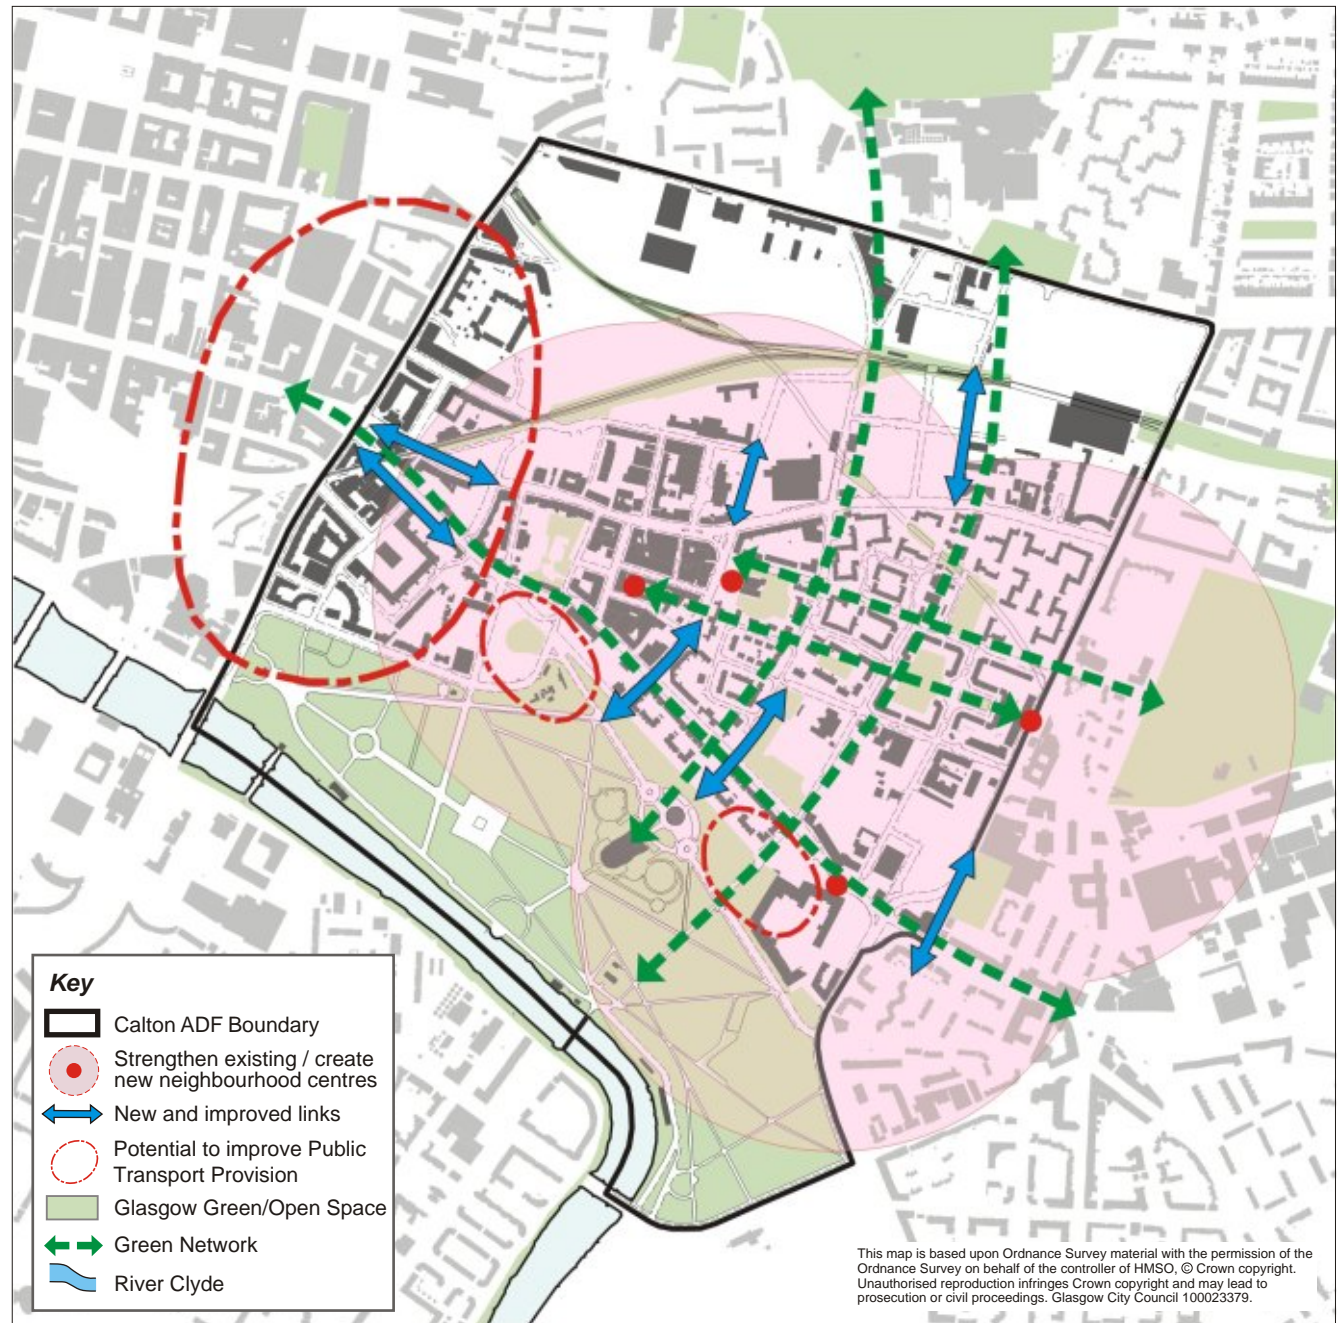 Key
Calton ADF Boundary
Strengthen existing / create
new neighbourhood centres
New and improved links
Potential to improve Public
Transport Provision
Glasgow Green/Open Space
Green Network
River Clyde
This map is based upon Ordnance Survey material with the permission of the
Ordnance Survey on behalf of the controller of HMSO, © Crown copyright.
Unauthorised reproduction infringes Crown copyright and may lead to
prosecution or civil proceedings. Glasgow City Council 100023379.